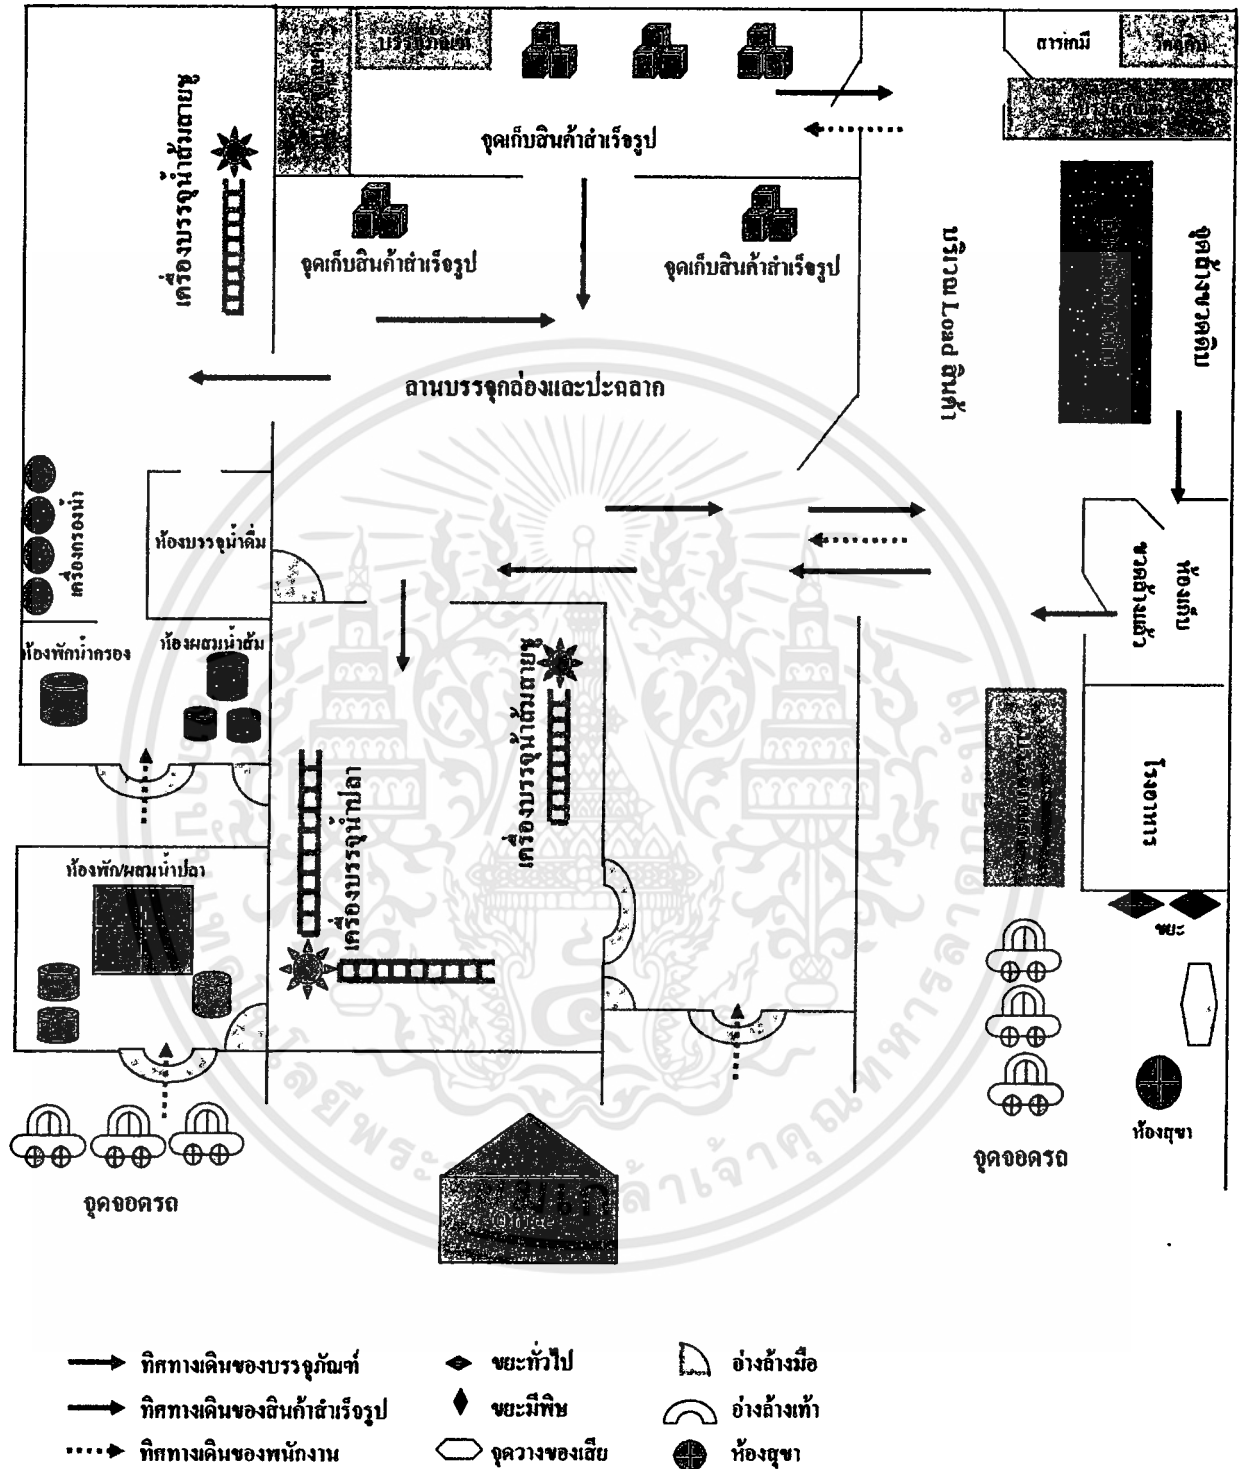 บรรจุภัณฑ์
สารเคมี
วัตถุดิบ
เครื่องบรรจุน้ำส้มสายชู
จุดเก็บสินค้าสำเร็จรูป
จุดเก็บสินค้าสำเร็จรูป
จุดเก็บสินค้าสำเร็จรูป
บริเวณ Load สินค้า
จุดล้างขวดดิบ
ลานบรรจุกล่องและปะฉลาก
เครื่องกรองน้ำ
ห้องบรรจุน้ำดื่ม
ห้องเก็บ
ขวดล้างแล้ว
ห้องพักน้ำกรอง
ห้องผสมน้ำส้ม
เครื่องบรรจุน้ำส้มสายชู
เครื่องบรรจุน้ำปลา
โรงอาหาร
ห้องพัก/ผสมน้ำปลา
ขยะ
ห้องสุขา
จุดจอดรถ
จุดจอดรถ
Office
ทิศทางเดินของบรรจุภัณฑ์
ขยะทั่วไป
อ่างล้างมือ
ทิศทางเดินของสินค้าสำเร็จรูป
ขยะมีพิษ
อ่างล้างเท้า
ทิศทางเดินของพนักงาน
จุดวางของเสีย
ห้องสุขา